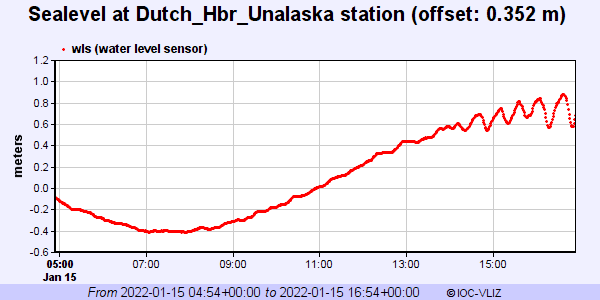 Sealevel at Dutch_Hbr_Unalaska station (offset: 0.352 m)
wls (water level sensor)
meters
1.2
1.0
0.8
0.6
0.4
0.2
0.0
-0.2
-0.4
-0.6
05:00 07:00 09:00 11:00 13:00 15:00
Jan 15
From 2022-01-15 04:54+00:00 to 2022-01-15 16:54+00:00 © IOC-VLIZ